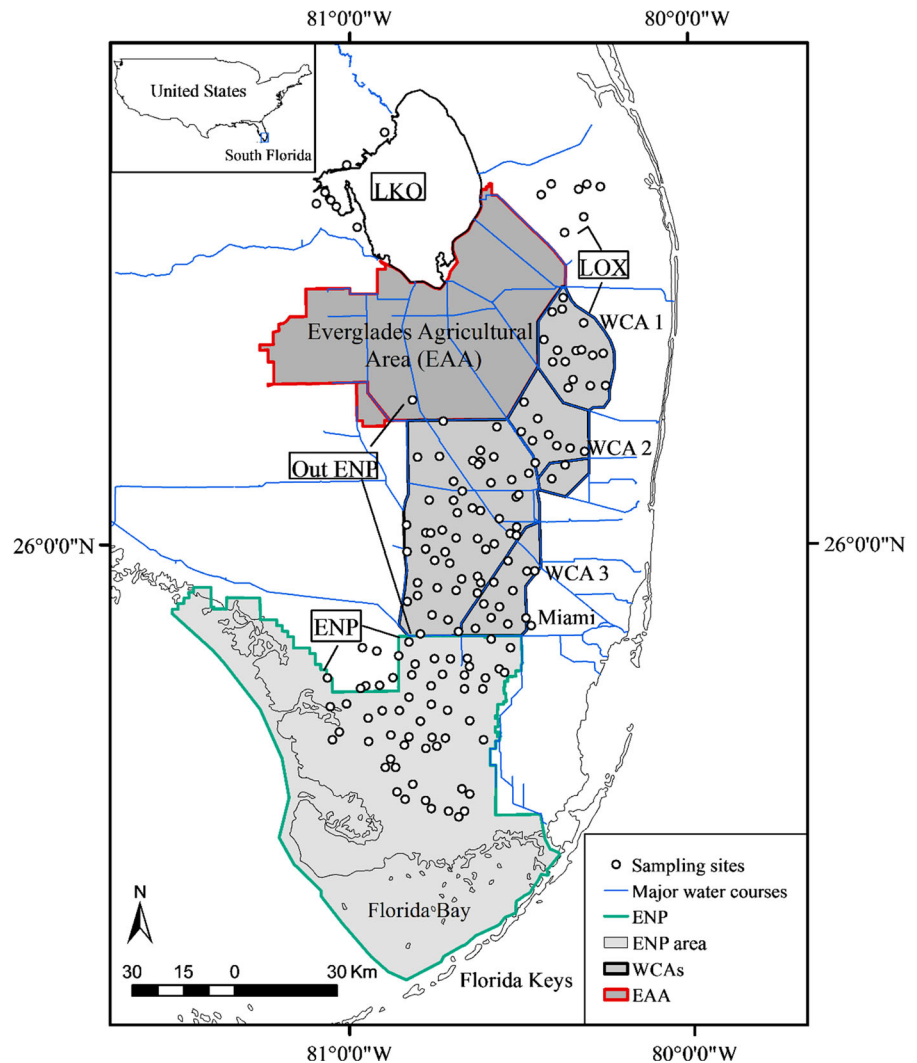 81°0'0"W
80°0'0"W
United States
South Florida
LKO
LOX
WCA 1
Everglades Agricultural
Area (EAA)
Out ENP
WCA 2
26°0'0"N
26°0'0"N
WCA 3
Miami
ENP
Florida Bay
Florida Keys
N
30 15 0 30 Km
Sampling sites
Major water courses
ENP
ENP area
WCAs
EAA
81°0'0"W
80°0'0"W